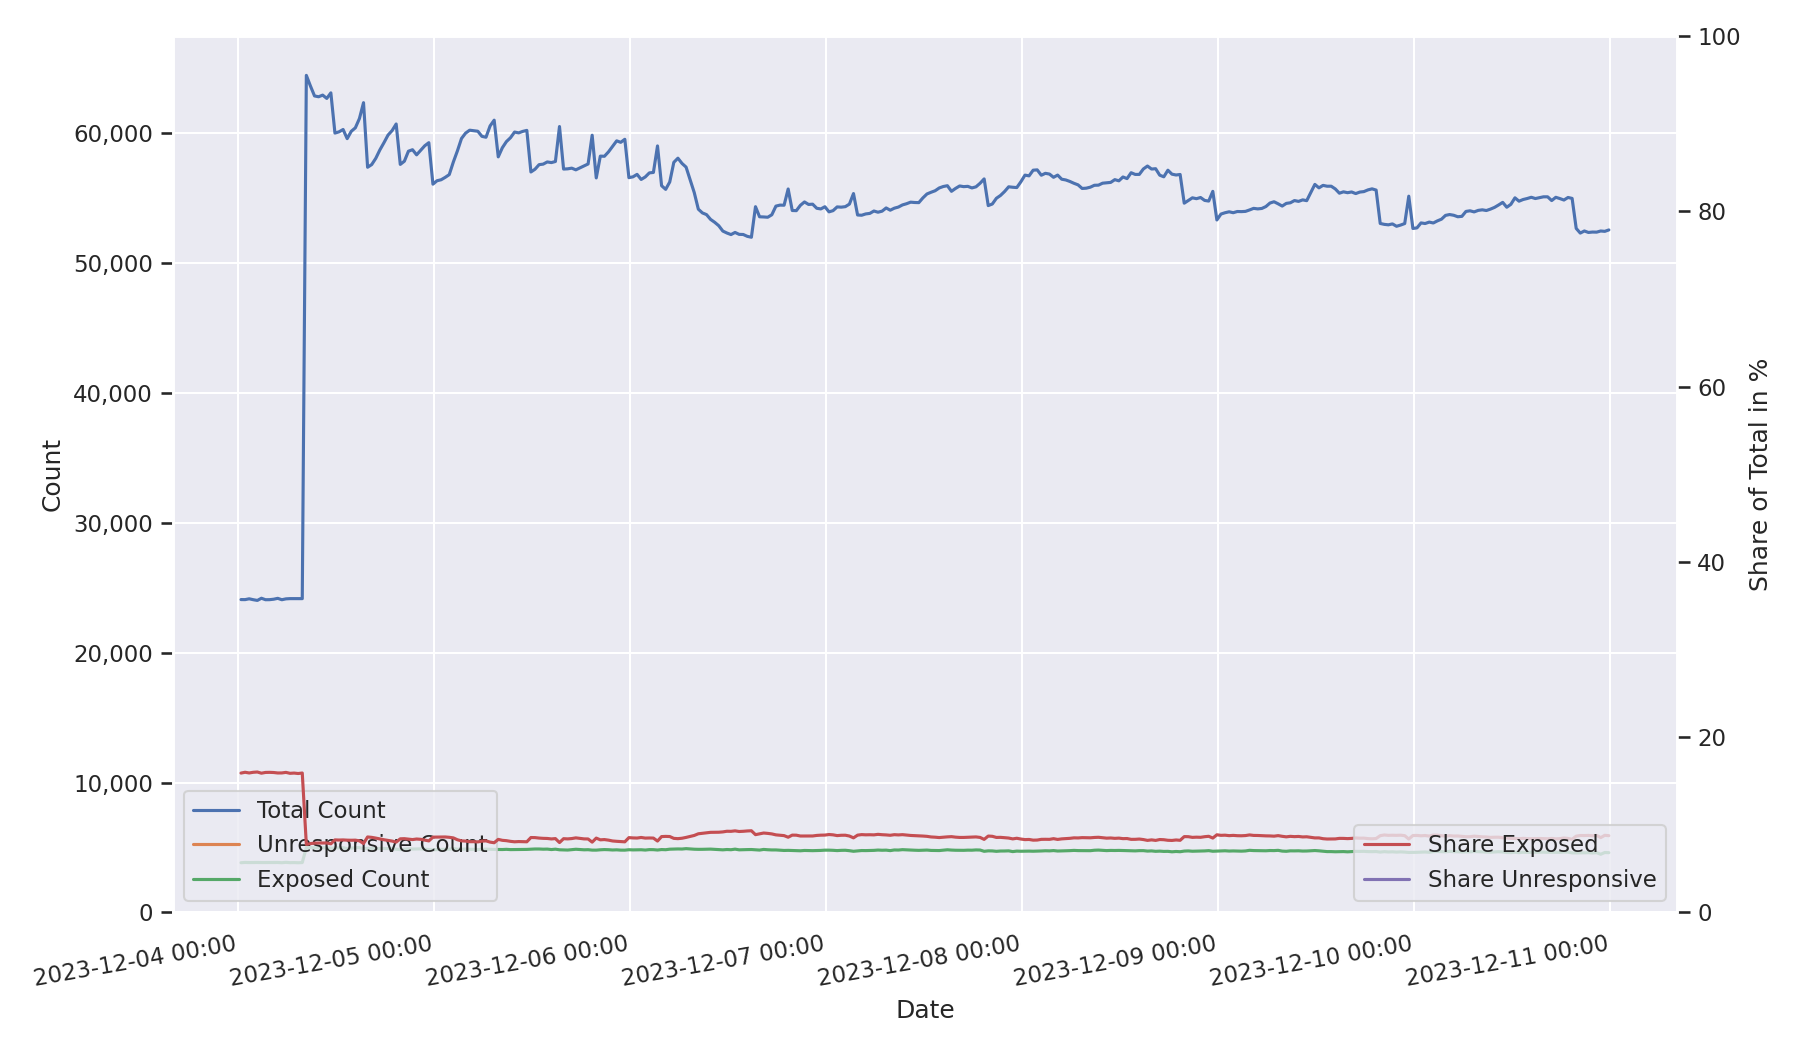 100
80
60
40
20
0
60,000
50,000
40,000
30,000
20,000
10,000
0
Count
Share of Total in %
Total Count
Unresponsive Count
Exposed Count
Share Exposed
Share Unresponsive
2023-12-04 00:00
2023-12-05 00:00
2023-12-06 00:00
2023-12-07 00:00
2023-12-08 00:00
2023-12-09 00:00
2023-12-10 00:00
2023-12-11 00:00
Date